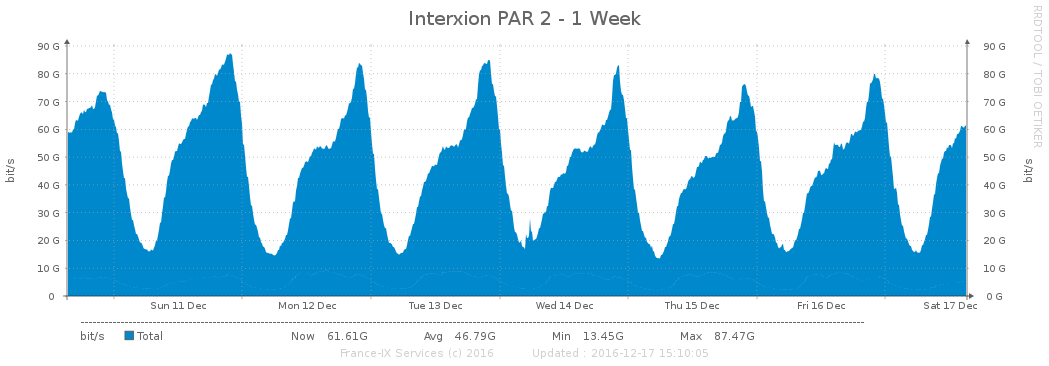 Interxion PAR 2 - 1 Week
RRDTOOL / TOBI OETIKER
90 G 90 G
80 G 80 G
70 G 70 G
60 G 60 G
50 G 50 G
40 G 40 G
30 G 30 G
20 G 20 G
10 G 10 G
0 0 G
bit/s
bit/s
Sun 11 Dec Mon 12 Dec Tue 13 Dec Wed 14 Dec Thu 15 Dec Fri 16 Dec Sat 17 Dec
bit/s Total Now 61.61G Avg 46.79G Min 13.45G Max 87.47G
France-IX Services (c) 2016 Updated : 2016-12-17 15:10:05